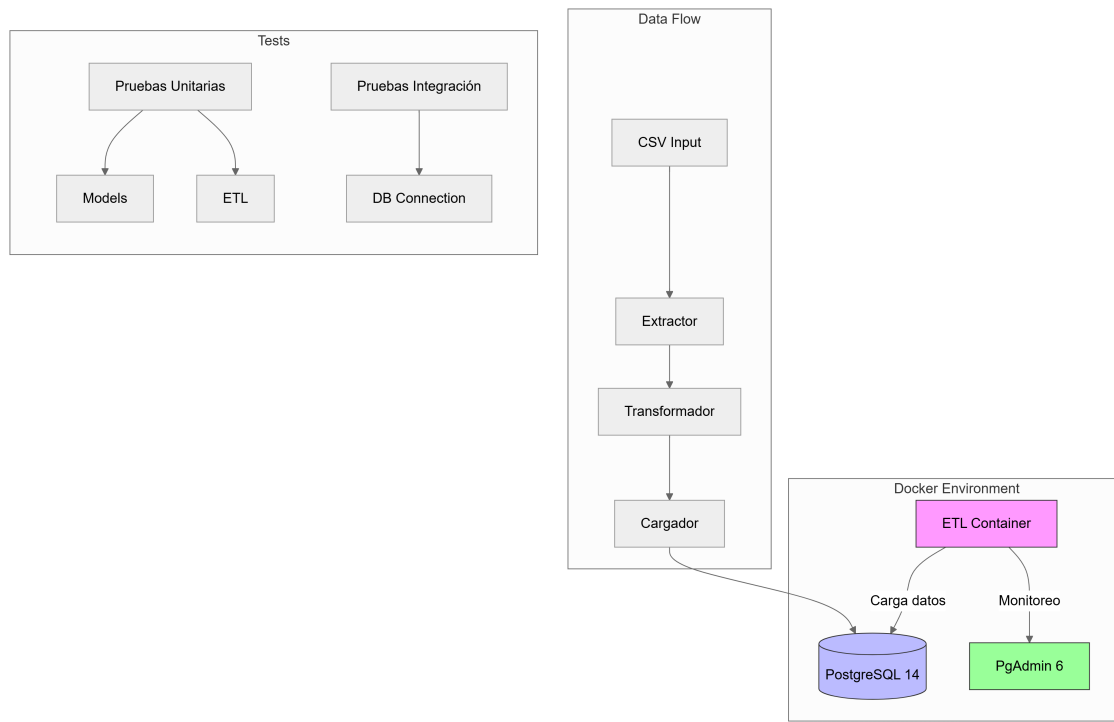 Tests
Pruebas Unitarias
Pruebas Integración
Models
ETL
DB Connection
Data Flow
CSV Input
Extractor
Transformador
Cargador
Docker Environment
ETL Container
Carga datos
Monitoreo
PostgreSQL 14
PgAdmin 6